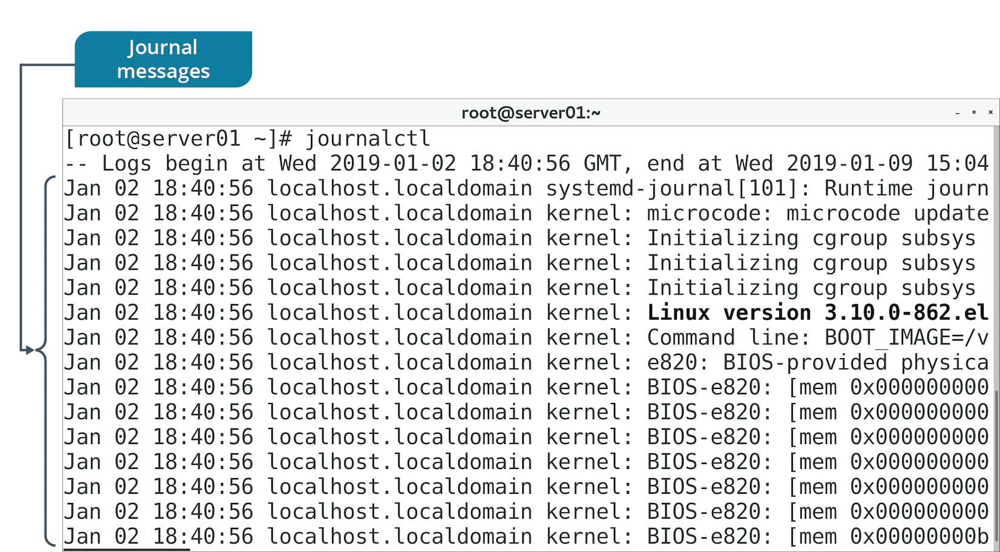 Journal
messages
root@server01:~
[root@server01 ~]# journalctl
-- Logs begin at Wed 2019-01-02 18:40:56 GMT, end at Wed 2019-01-09 15:04
Jan 02 18:40:56 localhost.localdomain systemd-journal[101]: Runtime journ
Jan 02 18:40:56 localhost.localdomain kernel: microcode: microcode update
Jan 02 18:40:56 localhost.localdomain kernel: Initializing cgroup subsys
Jan 02 18:40:56 localhost.localdomain kernel: Initializing cgroup subsys
Jan 02 18:40:56 localhost.localdomain kernel: Initializing cgroup subsys
Jan 02 18:40:56 localhost.localdomain kernel: Linux version 3.10.0-862.el
Jan 02 18:40:56 localhost.localdomain kernel: Command line: BOOT_IMAGE=/v
Jan 02 18:40:56 localhost.localdomain kernel: e820: BIOS-provided physica
Jan 02 18:40:56 localhost.localdomain kernel: BIOS-e820: [mem 0x000000000
Jan 02 18:40:56 localhost.localdomain kernel: BIOS-e820: [mem 0x000000000
Jan 02 18:40:56 localhost.localdomain kernel: BIOS-e820: [mem 0x000000000
Jan 02 18:40:56 localhost.localdomain kernel: BIOS-e820: [mem 0x000000000
Jan 02 18:40:56 localhost.localdomain kernel: BIOS-e820: [mem 0x000000000
Jan 02 18:40:56 localhost.localdomain kernel: BIOS-e820: [mem 0x000000000
Jan 02 18:40:56 localhost.localdomain kernel: BIOS-e820: [mem 0x00000000b